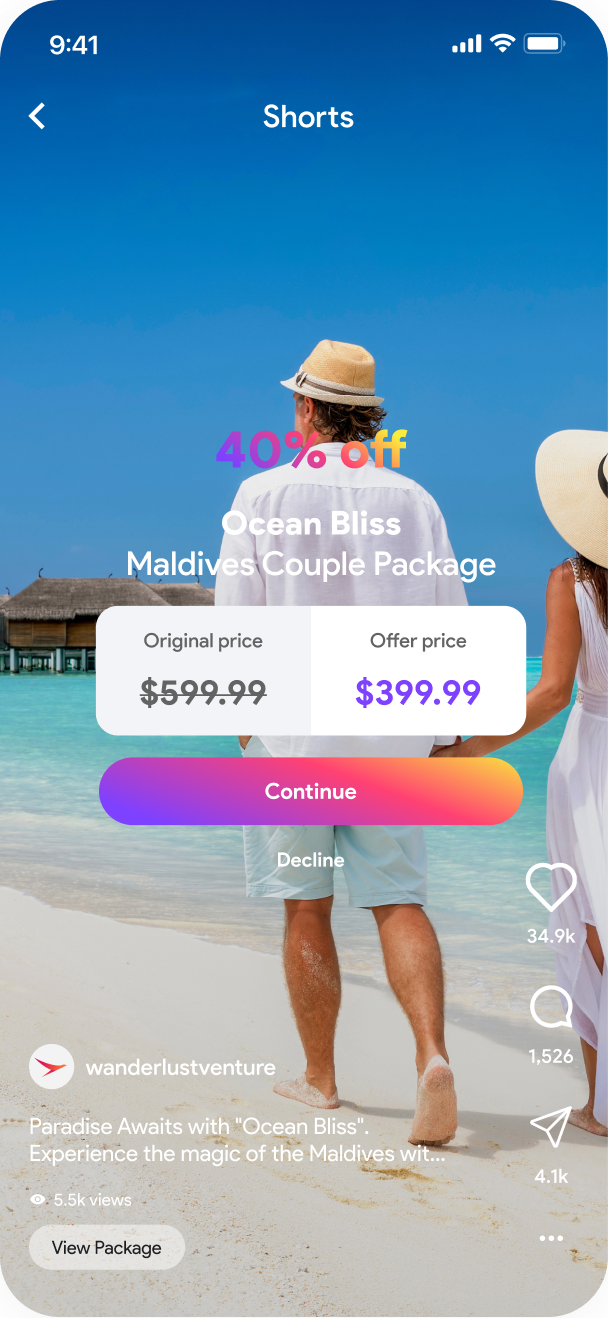 9:41
Shorts
40% off
Ocean Bliss
Maldives Couple Package
Original price
Offer price
$599.99
$399.99
Continue
Decline
34.9k
1,526
wanderlustventure
Paradise Awaits with "Ocean Bliss".
Experience the magic of the Maldives wit...
4.1k
5.5k views
View Package